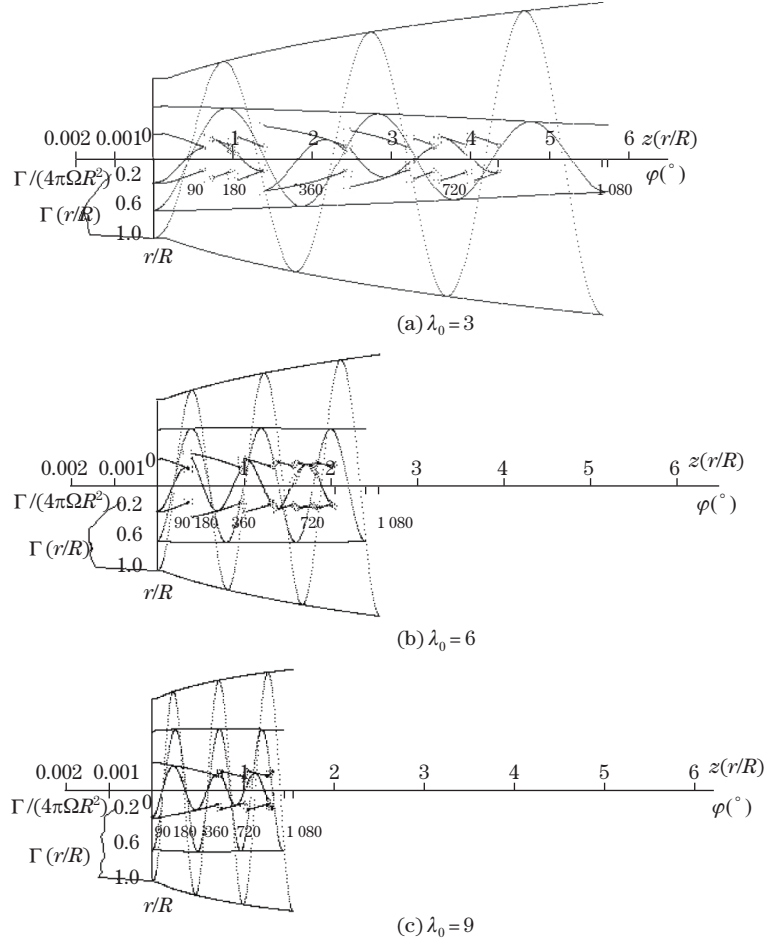 0.002 0.001 0 1 2 3 4 5 6 z(r/R)
Γ/(4πΩR²) 0.2 90 180 360 720 1 080 φ(°)
Γ(r/R) 0.6
1.0
r/R
(a) λ₀ = 3
0.002 0.001 0 1 2 3 4 5 6 z(r/R)
Γ/(4πΩR²) 0.2 φ(°)
90 180 360 720 1 080
Γ(r/R) 0.6
1.0
r/R
(b) λ₀ = 6
0.002 0.001 1 2 3 4 5 6 z(r/R)
Γ/(4πΩR²) 0.2 0 φ(°)
90 180 360 720 1 080
Γ(r/R) 0.6
1.0
r/R
(c) λ₀ = 9